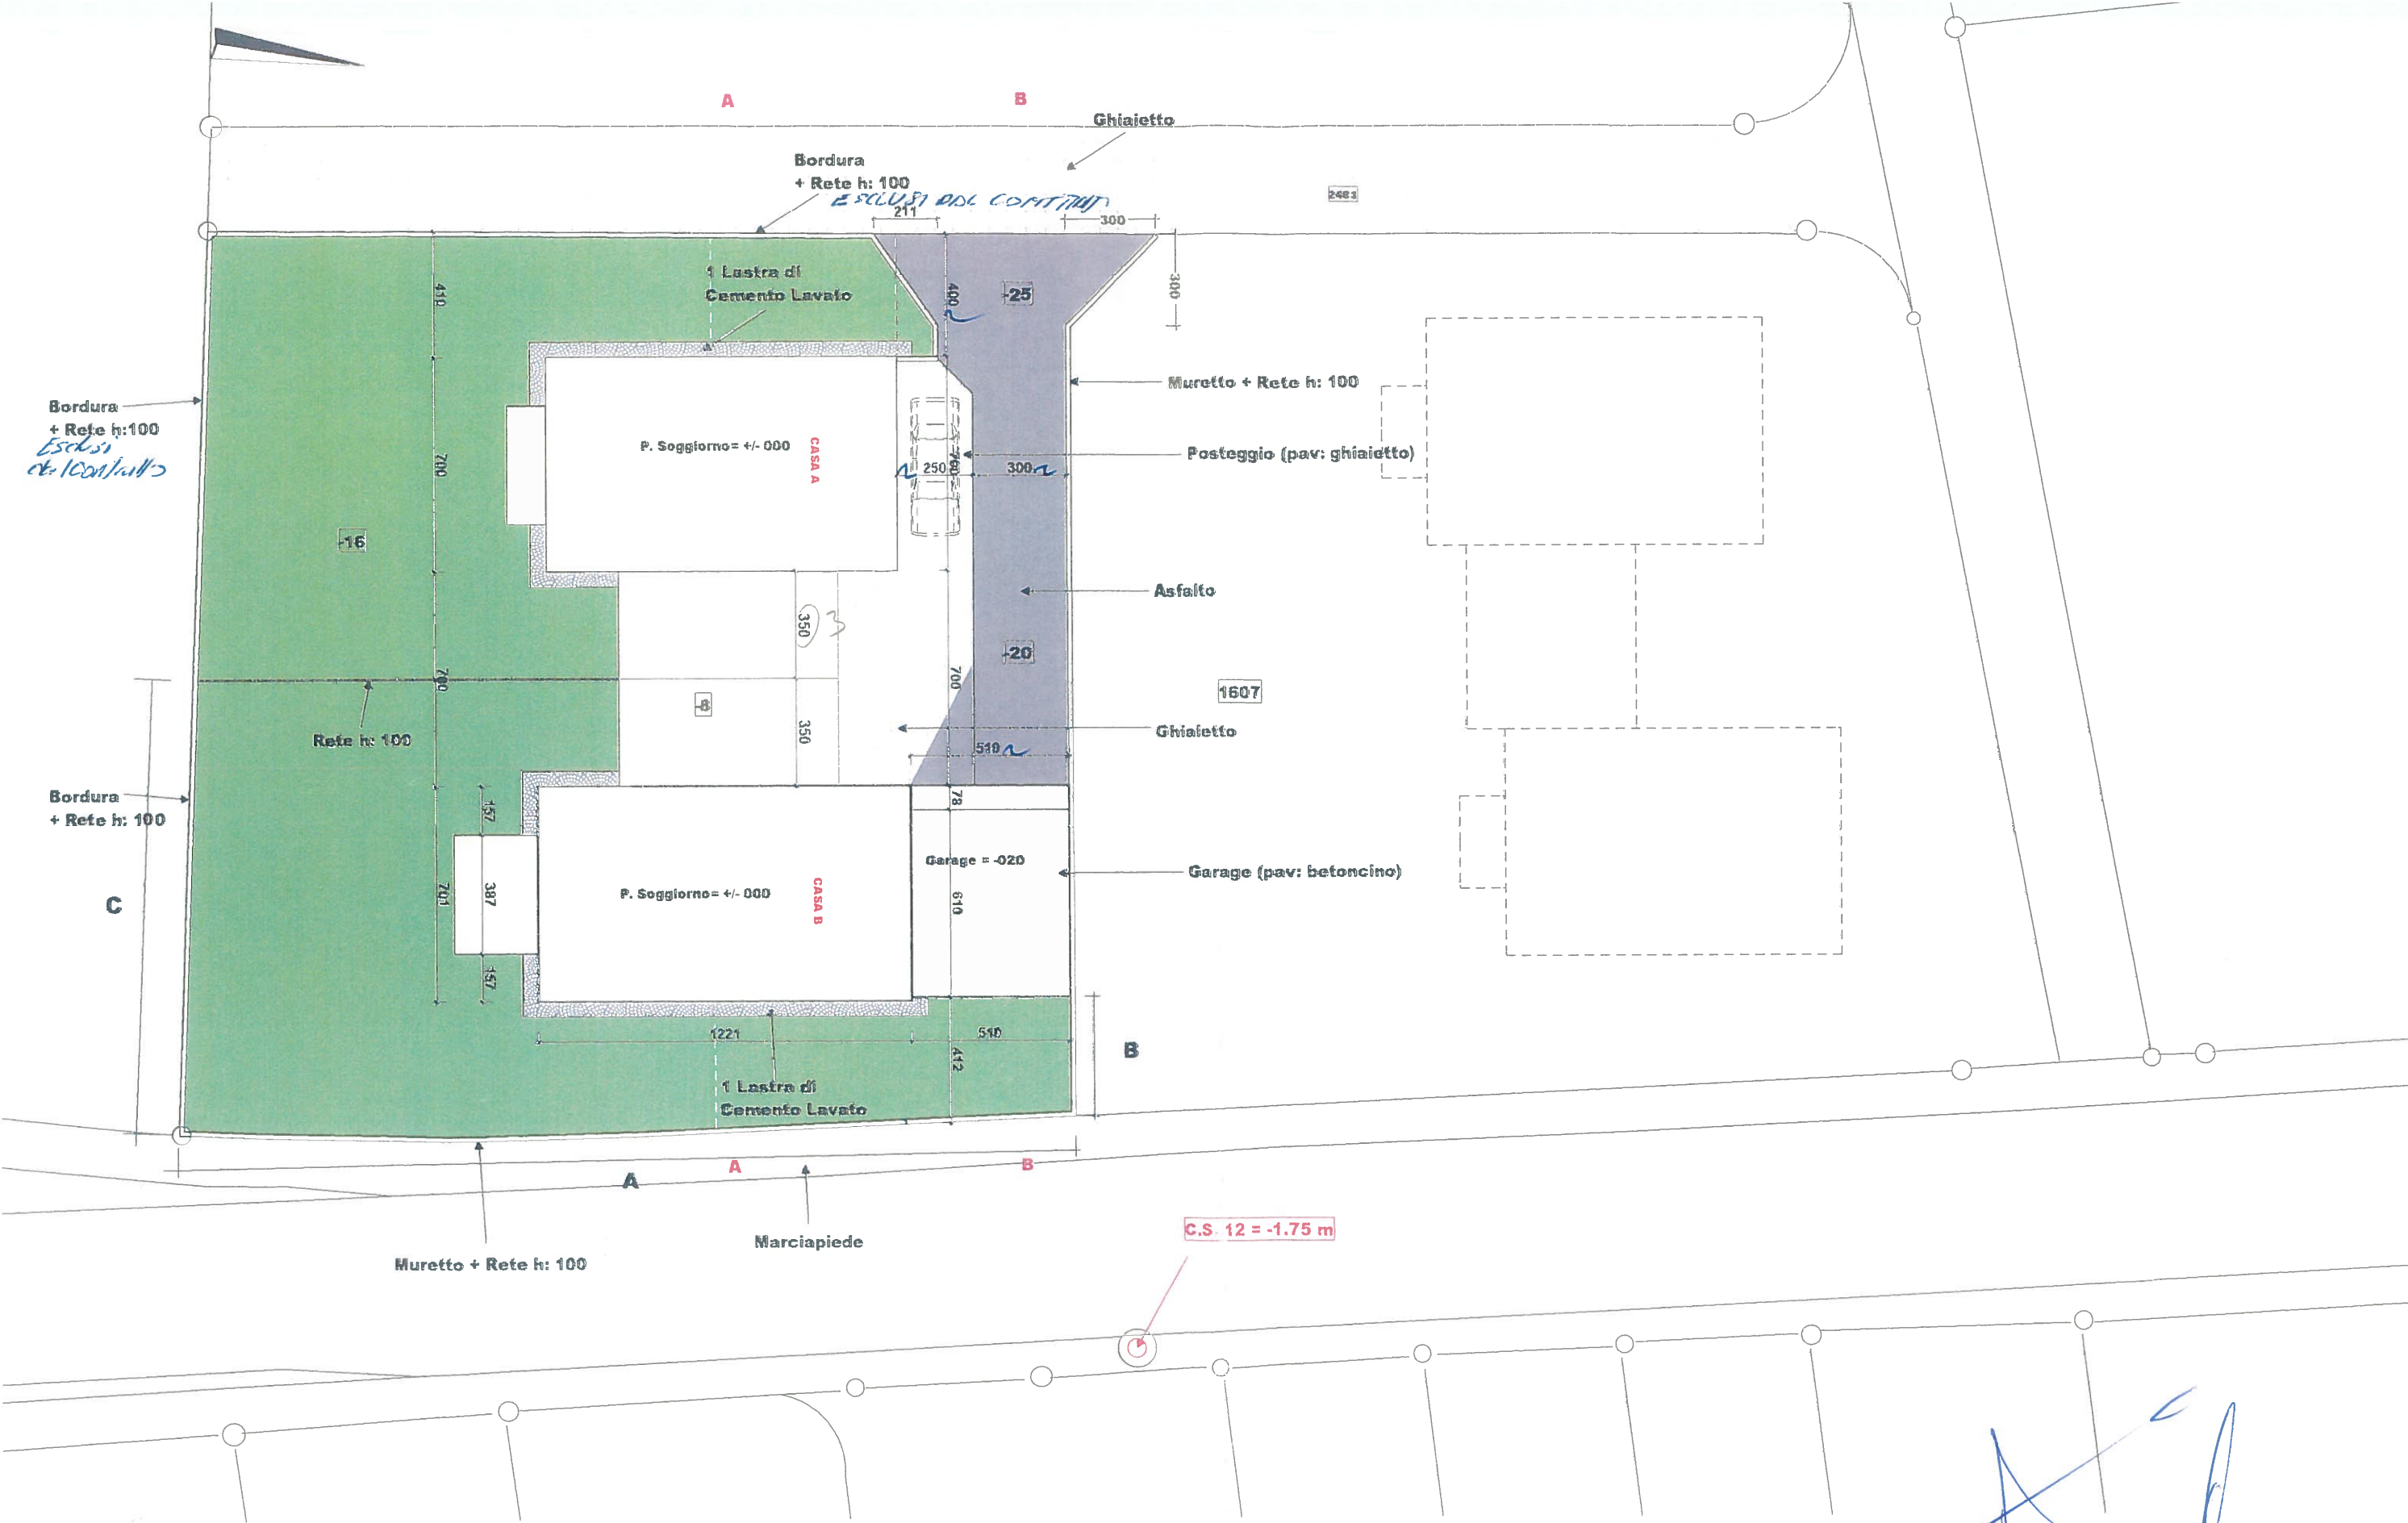 A
B
Ghiaietto
Bordura
+ Rete h: 100
ESCLUSI DAL
211
300
2483
1 Lastra di
Cemento Lavato
410
400
-25
300
Bordura
+ Rete h:100
Esclusi
dal Contratto
Muretto + Rete h: 100
P. Soggiorno= +/- 000
CASA A
700
250
300
Posteggio (pav: ghiaietto)
-16
Asfalto
350
3
-20
700
700
1607
-8
350
Ghiaietto
Rete h: 100
510
Bordura
+ Rete h: 100
157
78
Garage = -020
Garage (pav: betoncino)
C
701
387
P. Soggiorno= +/- 000
CASA B
610
157
1221
510
412
B
1 Lastra di
Cemento Lavato
A
B
A
Marciapiede
Muretto + Rete h: 100
C.S. 12 = -1.75 m